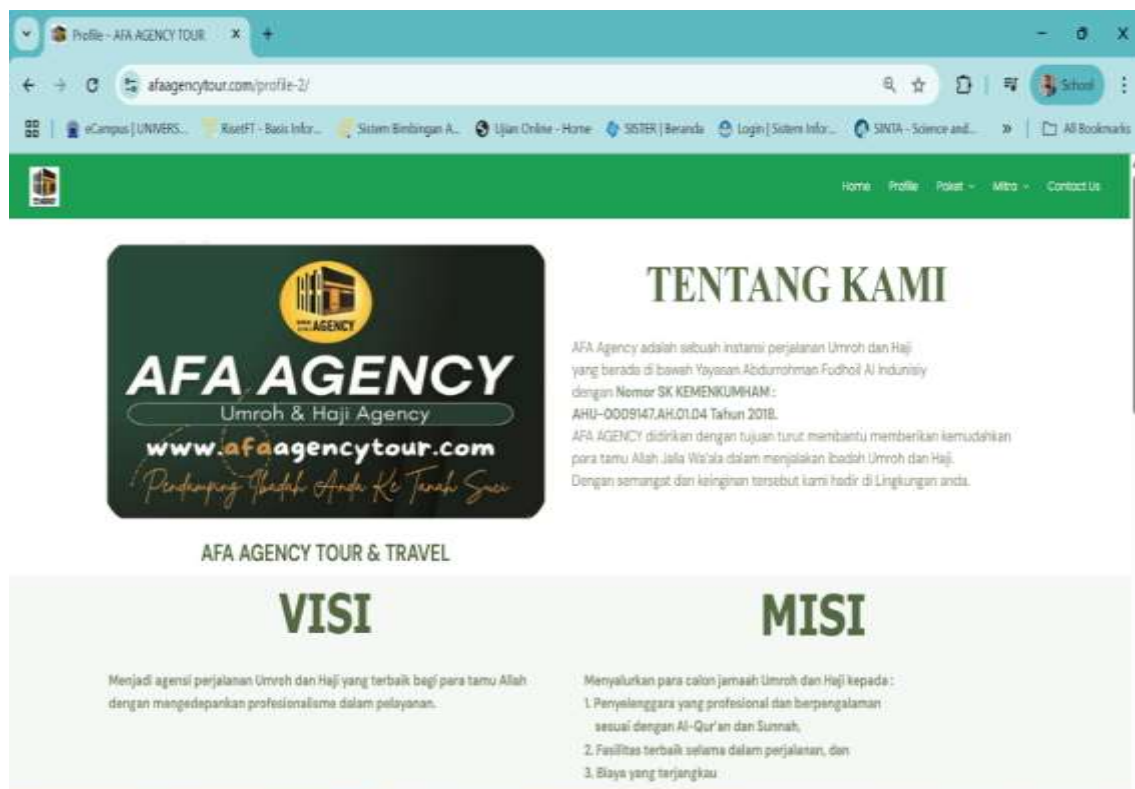 Profile - AFA AGENCY TOUR
afaagencytour.com/profile-2/
School
eCampus | UNIVERS...
RisetFT - Basis Infor...
Sistem Bimbingan A...
Ujian Online - Home
SISTER | Beranda
Login | Sistem Infor...
SINTA - Science and...
All Bookmarks
Home Profile Paket Mitra Contact Us
AFA
AGENCY
AFA AGENCY
Umroh & Haji Agency
www.afaagencytour.com
Pendamping Ibadah Anda Ke Tanah Suci
AFA AGENCY TOUR & TRAVEL
TENTANG KAMI
AFA Agency adalah sebuah instansi perjalanan Umroh dan Haji
yang berada di bawah Yayasan Abdurrohman Fudhoil Al Indunisiy
dengan Nomor SK KEMENKUMHAM :
AHU-0009147.AH.01.04 Tahun 2018.
AFA AGENCY didirikan dengan tujuan turut membantu memberikan kemudahkan
para tamu Allah Jalla Wa'ala dalam menjalakan ibadah Umroh dan Haji.
Dengan semangat dan keinginan tersebut kami hadir di Lingkungan anda.
VISI
Menjadi agensi perjalanan Umroh dan Haji yang terbaik bagi para tamu Allah
dengan mengedepankan profesionalisme dalam pelayanan.
MISI
Menyalurkan para calon jamaah Umroh dan Haji kepada :
1. Penyelenggara yang profesional dan berpengalaman
sesuai dengan Al-Qur'an dan Sunnah,
2. Fasilitas terbaik selama dalam perjalanan, dan
3. Biaya yang terjangkau